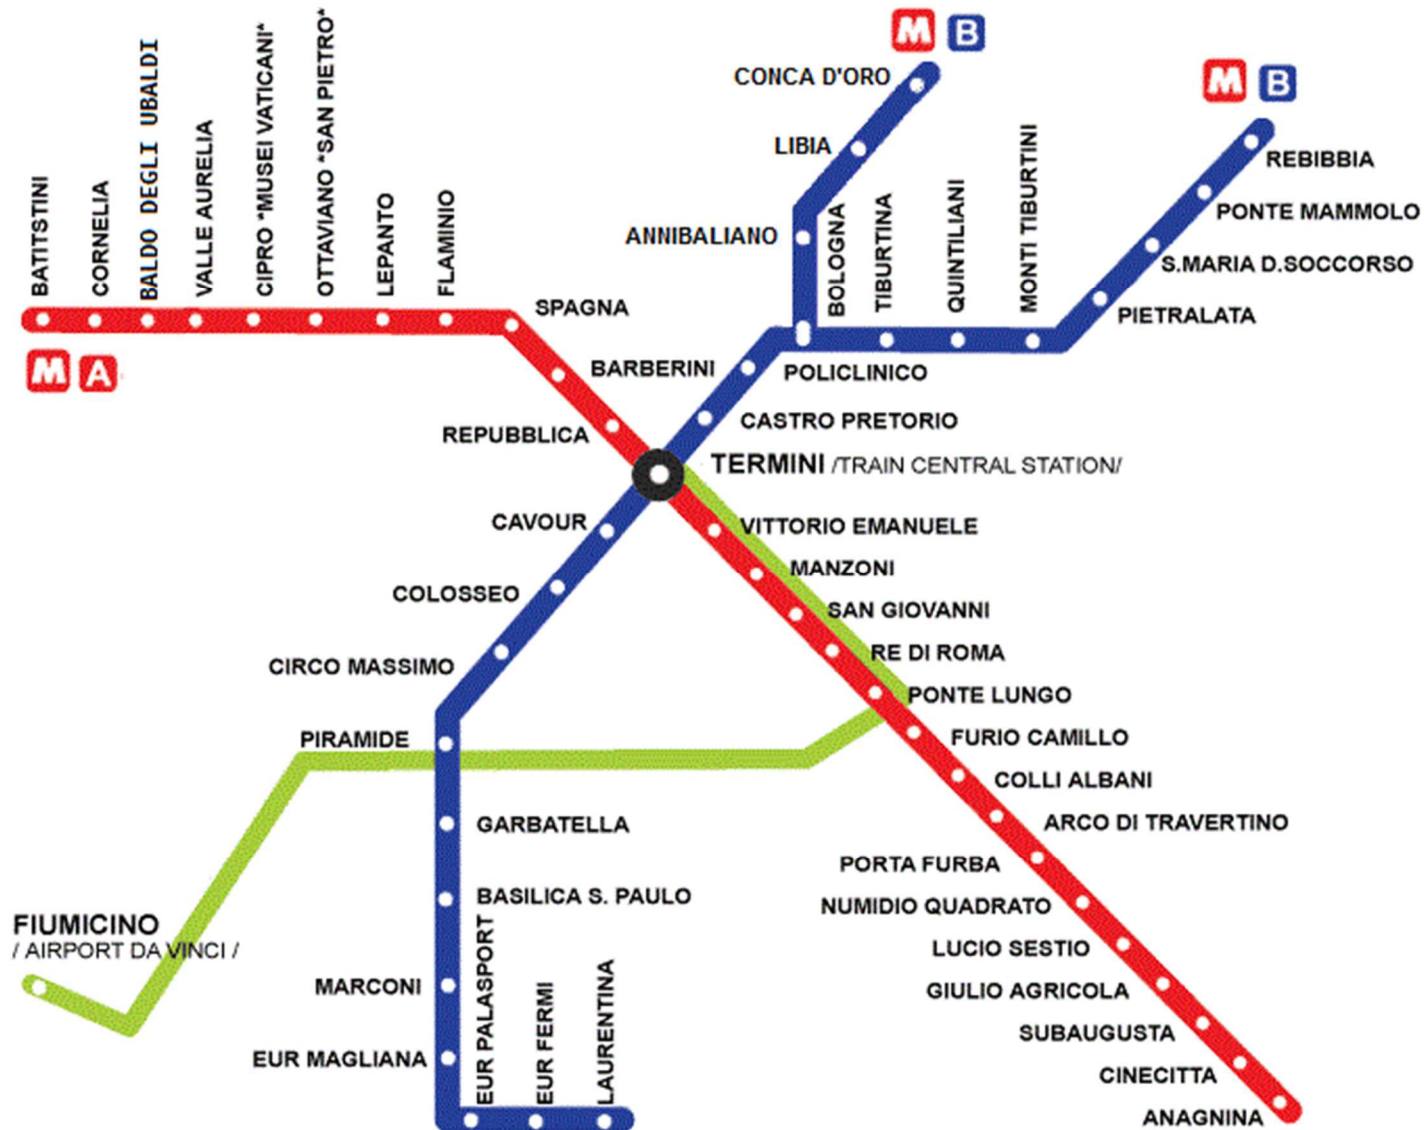 M B
CONCA D'ORO
LIBIA
ANNIBALIANO
M B
REBIBBIA
PONTE MAMMOLO
S.MARIA D.SOCCORSO
PIETRALATA
BATITSTINI
CORNELIA
BALDO DEGLI UBALDI
VALLE AURELIA
CIPRO "MUSEI VATICANI"
OTTAVIANO "SAN PIETRO"
LEPANTO
FLAMINIO
BOLOGNA
TIBURTINA
QUINTILIANI
MONTI TIBURTINI
M A
SPAGNA
BARBERINI
POLICLINICO
REPUBBLICA
CASTRO PRETORIO
TERMINI /TRAIN CENTRAL STATION/
CAVOUR
VITTORIO EMANUELE
COLOSSEO
MANZONI
SAN GIOVANNI
CIRCO MASSIMO
RE DI ROMA
PONTE LUNGO
PIRAMIDE
FURIO CAMILLO
COLLI ALBANI
GARBATELLA
ARCO DI TRAVERTINO
PORTA FURBA
BASILICA S. PAULO
NUMIDIO QUADRATO
FIUMICINO
/ AIRPORT DA VINCI /
LUCIO SESTIO
MARCONI
GIULIO AGRICOLA
EUR MAGLIANA
EUR PALASPORT
EUR FERMI
LAURENTINA
SUBAUGUSTA
CINECITTA
ANAGNINA